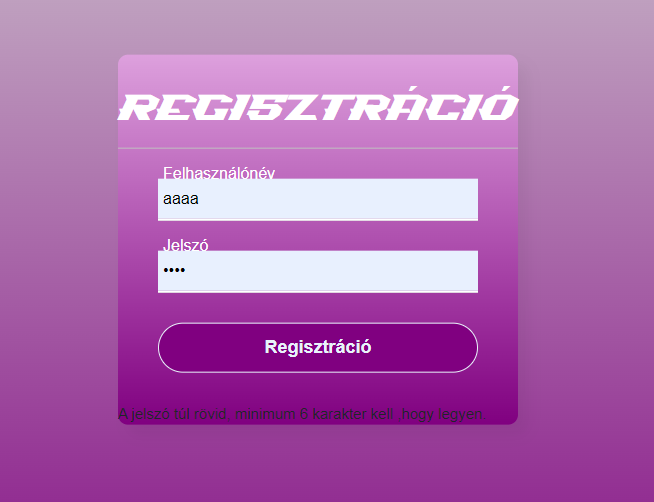 REGISZTRÁCIÓ
Felhasználónév
aaaa
Jelszó
••••
Regisztráció
A jelszó túl rövid, minimum 6 karakter kell, hogy legyen.